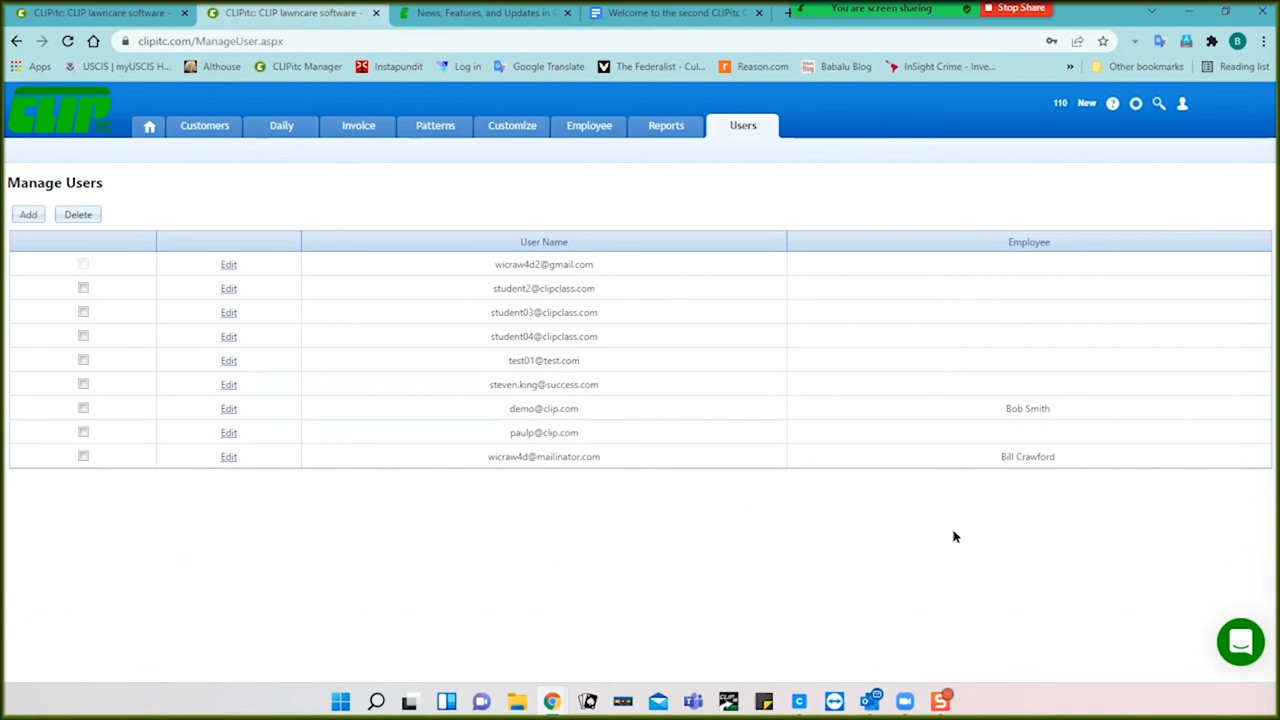 CLIPitc: CLIP lawncare software -
CLIPitc: CLIP lawncare software -
News, Features, and Updates in C
Welcome to the second CLIPitc C
You are screen sharing
Stop Share
clipitc.com/ManageUser.aspx
Apps
USCIS | myUSCIS H...
Althouse
CLIPitc Manager
Instapundit
Log in
Google Translate
The Federalist - Cul...
Reason.com
Babalu Blog
InSight Crime - Inve...
»
Other bookmarks
Reading list
B
CLIP
110 New
Customers
Daily
Invoice
Patterns
Customize
Employee
Reports
Users
Manage Users
Add
Delete
User Name Employee
Edit wicraw4d2@gmail.com
Edit student2@clipclass.com
Edit student03@clipclass.com
Edit student04@clipclass.com
Edit test01@test.com
Edit steven.king@success.com
Edit demo@clip.com Bob Smith
Edit paulp@clip.com
Edit wicraw4d@mailinator.com Bill Crawford